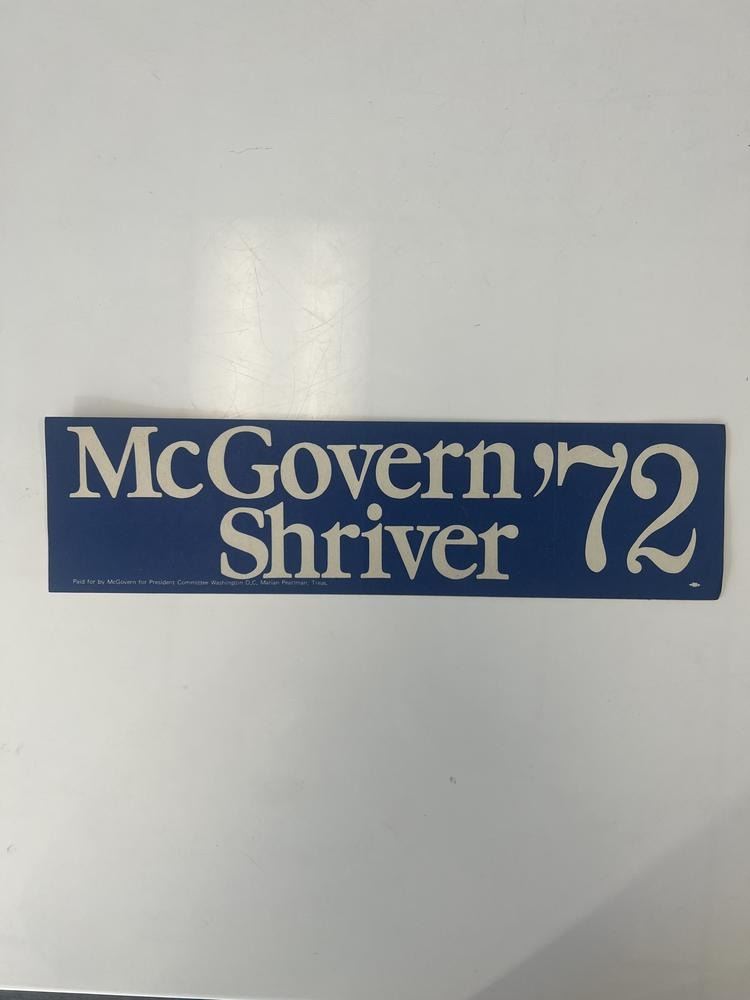 McGovern ’72
Shriver
Paid for by McGovern for President Committee Washington D.C. Marian Pearlman, Treas.